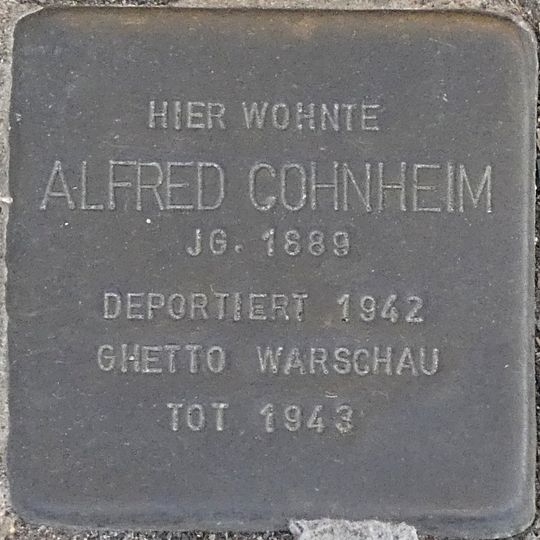 HIER WOHNTE
ALFRED COHNHEIM
JG. 1889
DEPORTIERT 1942
GHETTO WARSCHAU
TOT 1943